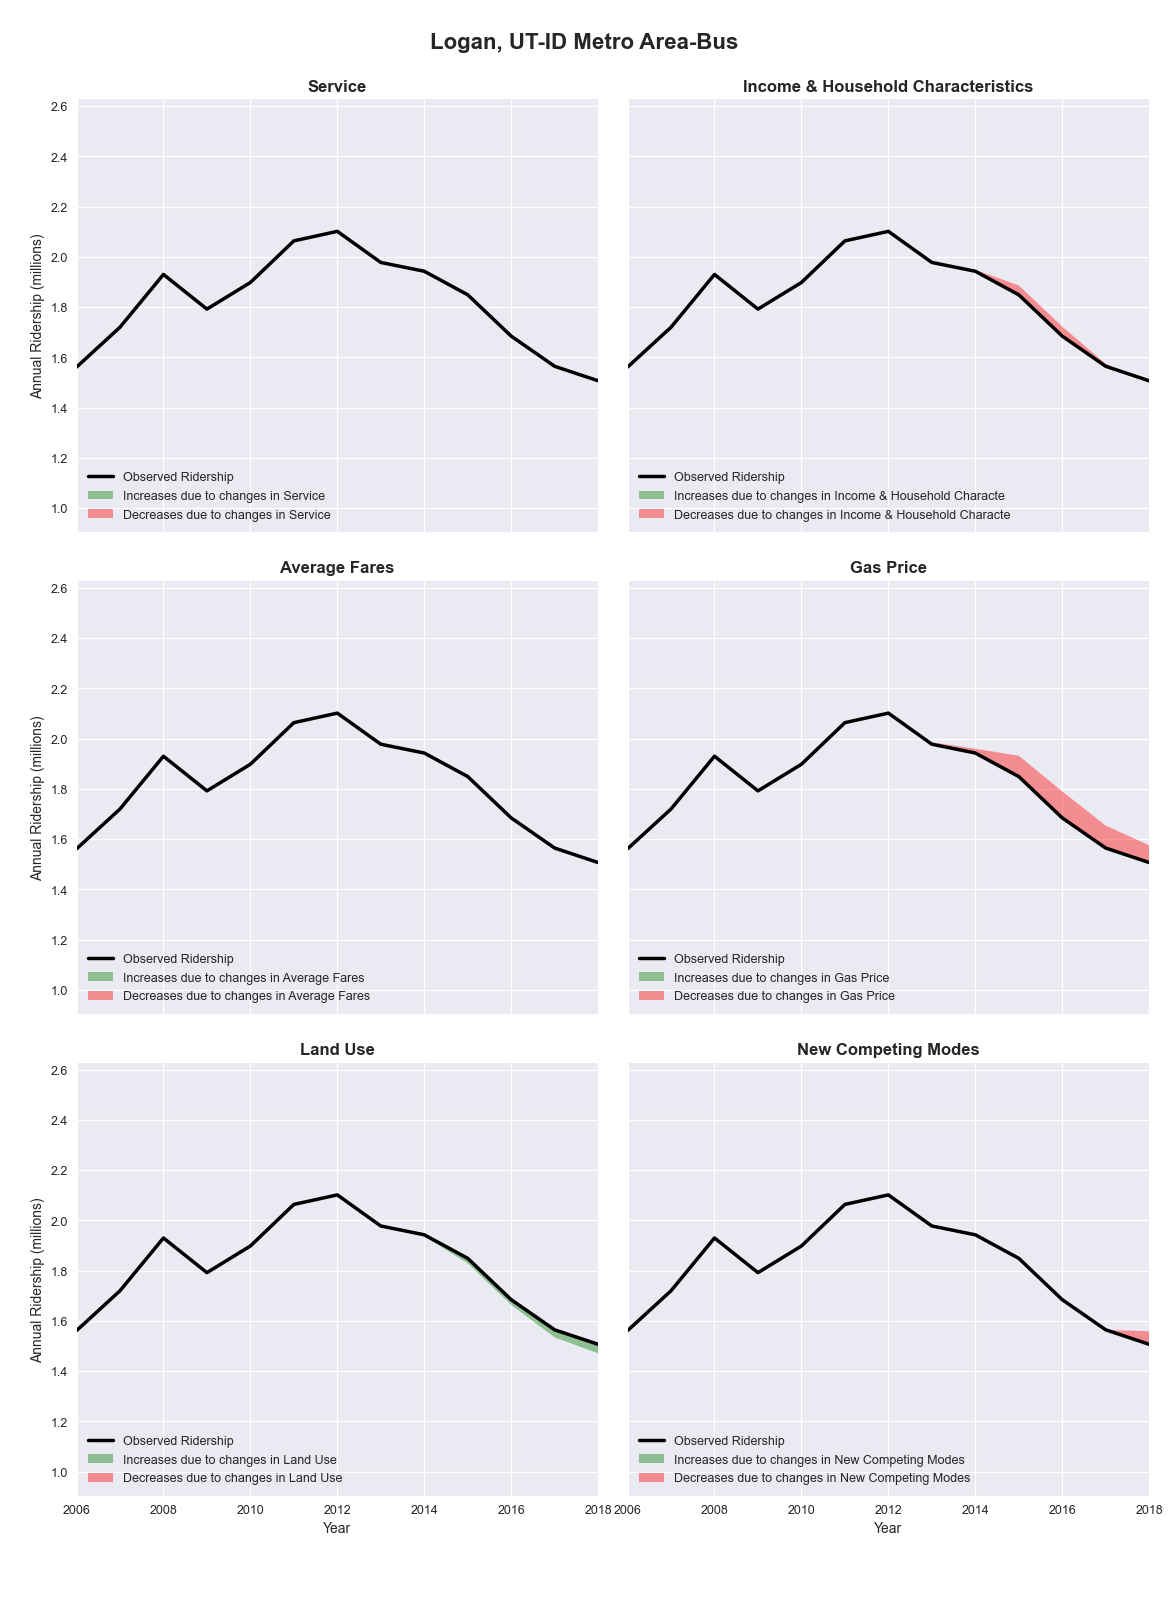 Logan, UT-ID Metro Area-Bus
Service
Income & Household Characteristics
2.6
2.4
2.2
2.0
1.8
1.6
1.4
1.2
1.0
Annual Ridership (millions)
Observed Ridership
Increases due to changes in Service
Decreases due to changes in Service
Observed Ridership
Increases due to changes in Income & Household Characte
Decreases due to changes in Income & Household Characte
Average Fares
Gas Price
2.6
2.4
2.2
2.0
1.8
1.6
1.4
1.2
1.0
Annual Ridership (millions)
Observed Ridership
Increases due to changes in Average Fares
Decreases due to changes in Average Fares
Observed Ridership
Increases due to changes in Gas Price
Decreases due to changes in Gas Price
Land Use
New Competing Modes
2.6
2.4
2.2
2.0
1.8
1.6
1.4
1.2
1.0
Annual Ridership (millions)
Observed Ridership
Increases due to changes in Land Use
Decreases due to changes in Land Use
Observed Ridership
Increases due to changes in New Competing Modes
Decreases due to changes in New Competing Modes
2006 2008 2010 2012 2014 2016 2018
2006 2008 2010 2012 2014 2016 2018
Year
Year